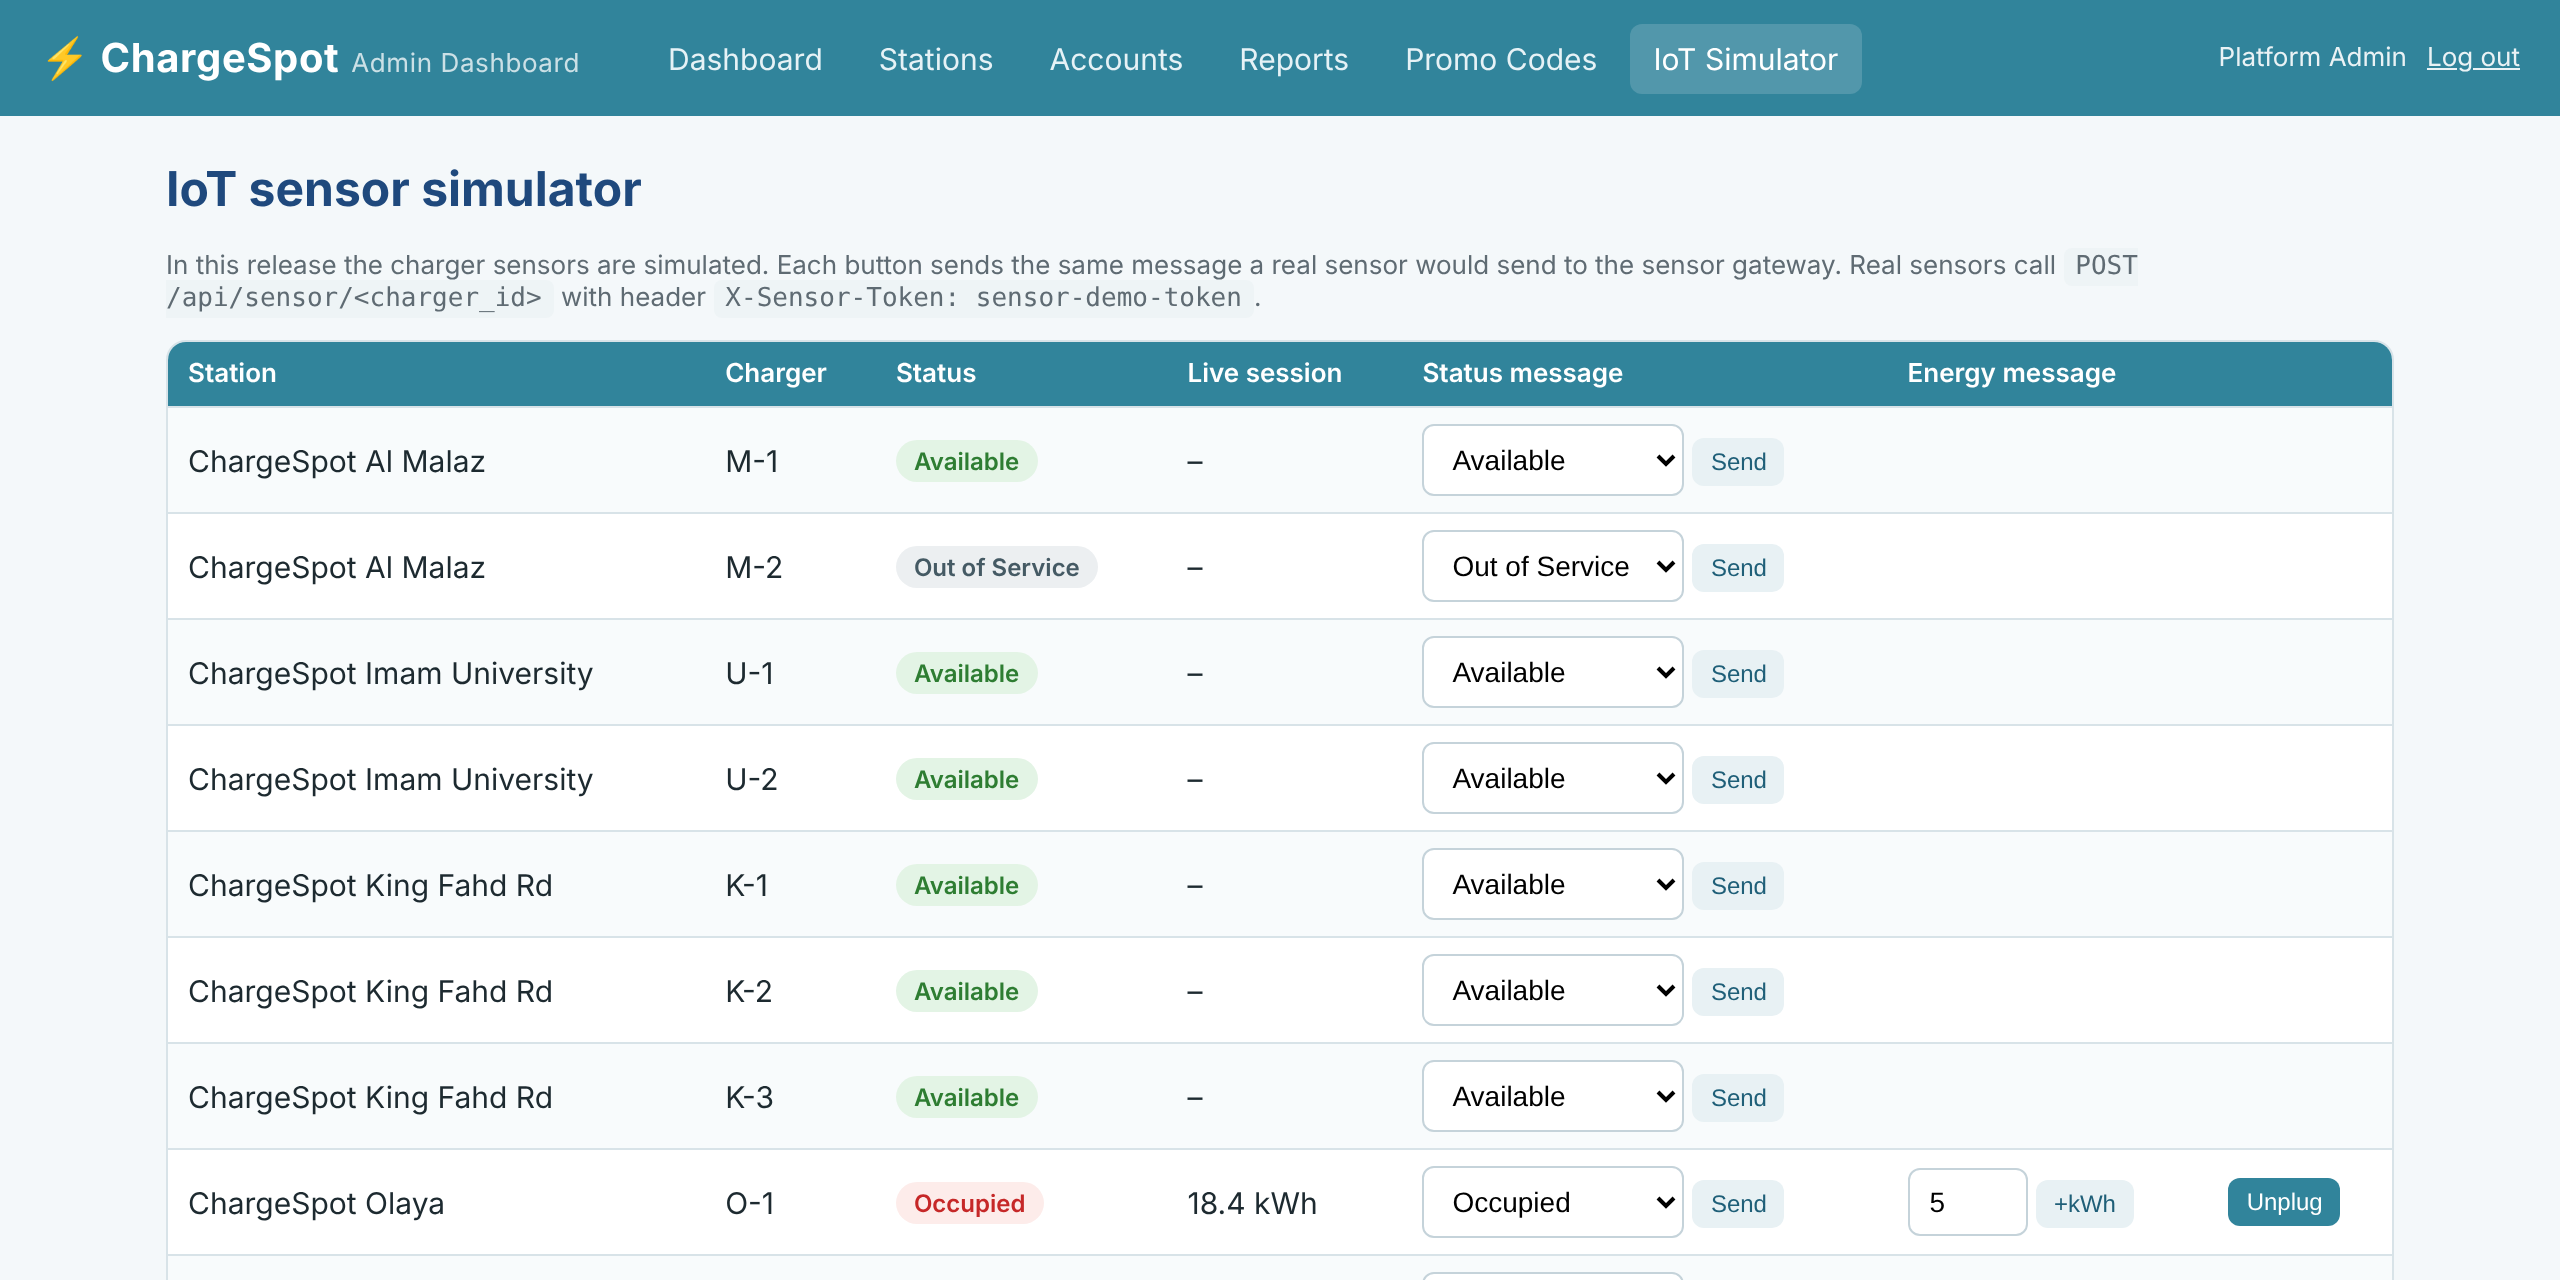 ⚡ ChargeSpot Admin Dashboard Dashboard Stations Accounts Reports Promo Codes IoT Simulator Platform Admin Log out
IoT sensor simulator
In this release the charger sensors are simulated. Each button sends the same message a real sensor would send to the sensor gateway. Real sensors call POST
/api/sensor/<charger_id> with header X-Sensor-Token: sensor-demo-token .
Station Charger Status Live session Status message Energy message
ChargeSpot Al Malaz M-1 Available – Available Send
ChargeSpot Al Malaz M-2 Out of Service – Out of Service Send
ChargeSpot Imam University U-1 Available – Available Send
ChargeSpot Imam University U-2 Available – Available Send
ChargeSpot King Fahd Rd K-1 Available – Available Send
ChargeSpot King Fahd Rd K-2 Available – Available Send
ChargeSpot King Fahd Rd K-3 Available – Available Send
ChargeSpot Olaya O-1 Occupied 18.4 kWh Occupied Send 5 +kWh Unplug